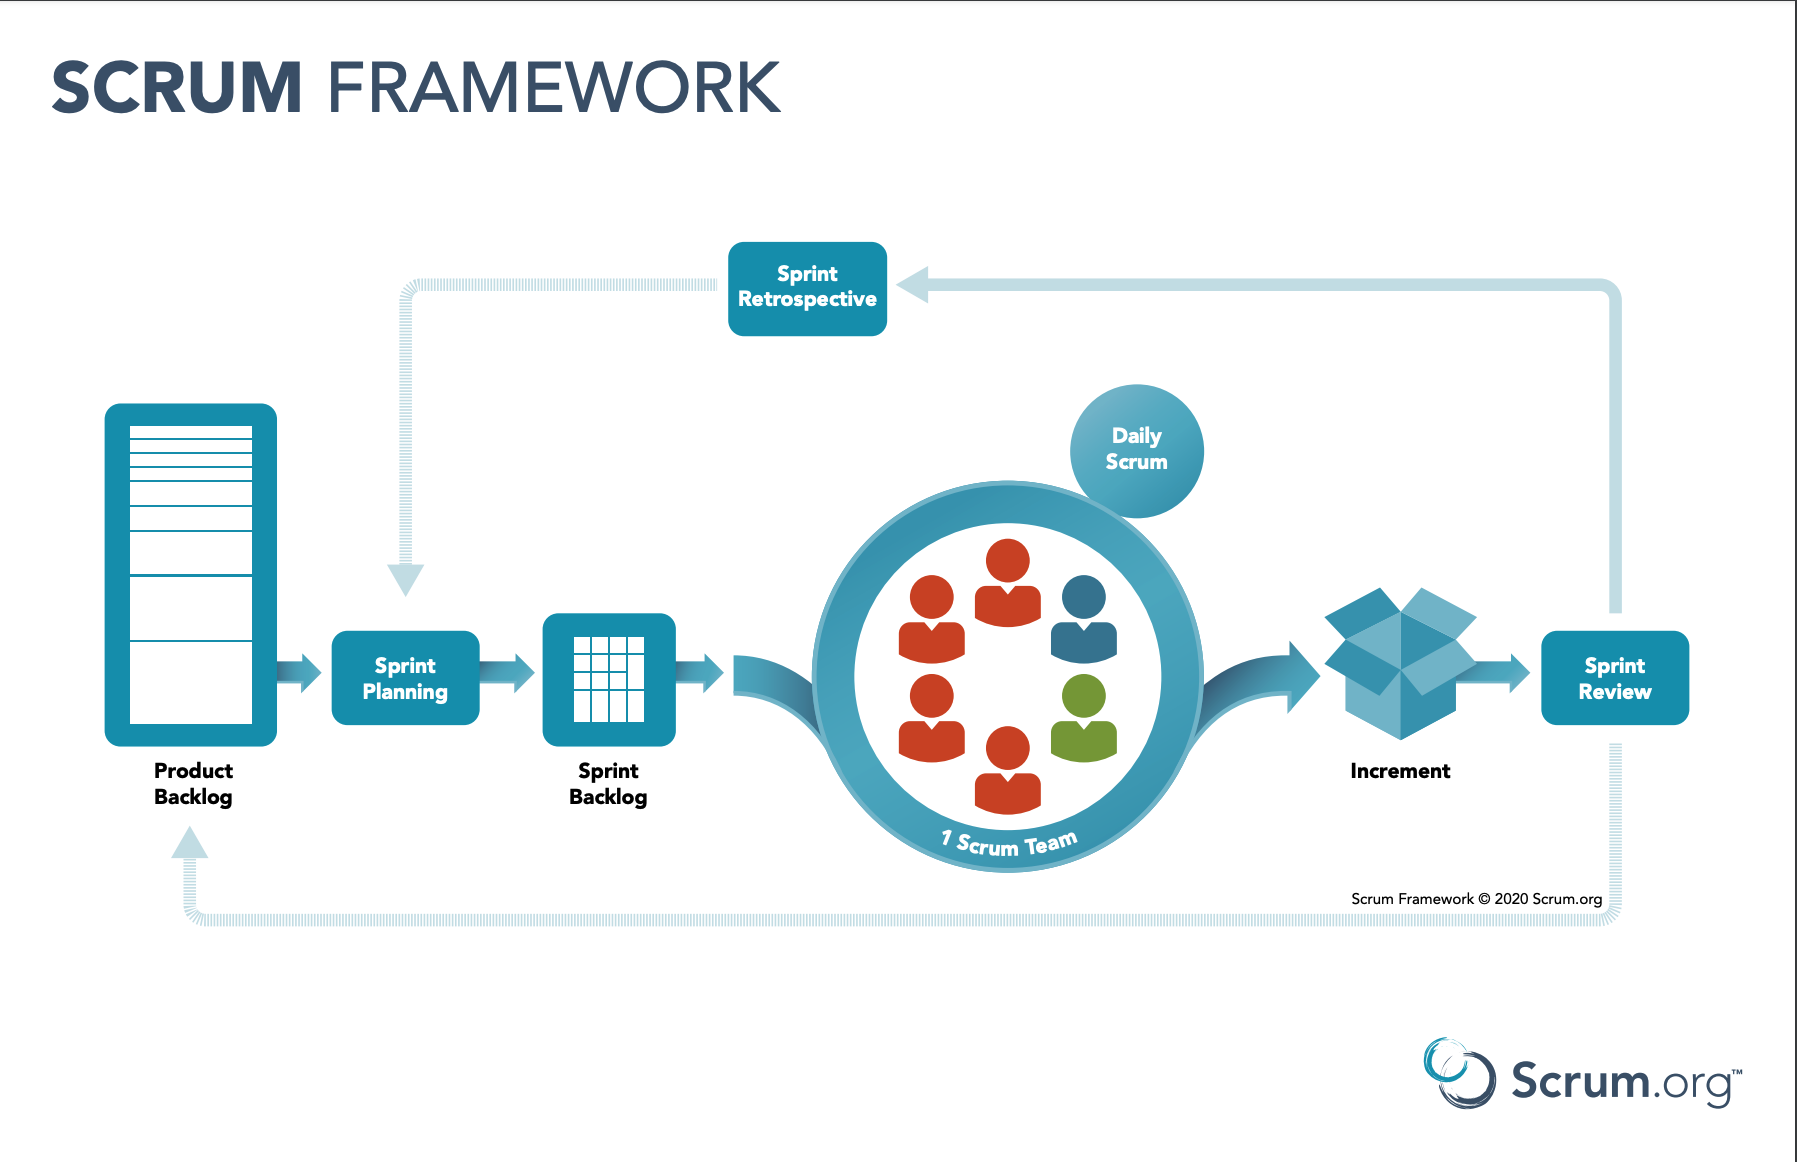 SCRUM FRAMEWORK
Sprint
Retrospective
Daily
Scrum
Sprint
Planning
Sprint
Review
Product
Backlog
Sprint
Backlog
Increment
1 Scrum Team
Scrum Framework © 2020 Scrum.org
Scrum.org™